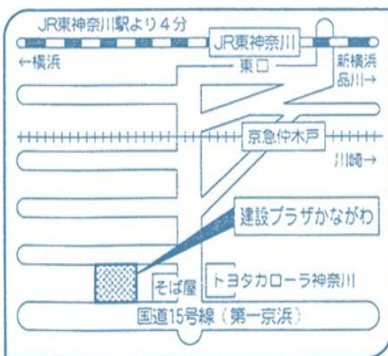 JR東神奈川駅より4分
JR東神奈川
←横浜
東口
新横浜
品川→
京急仲木戸
川崎→
建設プラザかながわ
そば屋
トヨタカローラ神奈川
国道15号線(第一京浜)